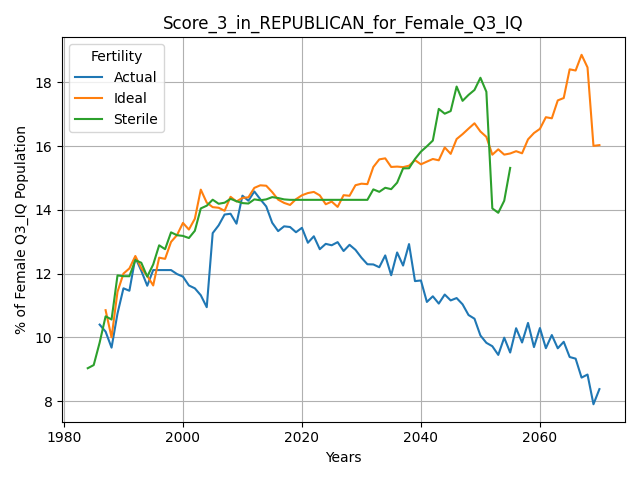 Score_3_in_REPUBLICAN_for_Female_Q3_IQ
Fertility
Actual
Ideal
Sterile
% of Female Q3_IQ Population
18
16
14
12
10
8
1980
2000
2020
2040
2060
Years